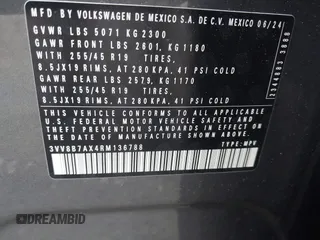 MFD BY VOLKSWAGEN DE MEXICO S.A. DE C.V. MEXICO 06/24
GVWR LBS 5071 KG 2300
GAWR FRONT LBS 2601, KG 1180
WITH 255/45 R19 TIRES,
8.5JX19 RIMS, AT 280 KPA, 41 PSI COLD
GAWR REAR LBS 2579, KG 1170
WITH 255/45 R19 TIRES,
8.5JX19 RIMS, AT 280 KPA, 41 PSI COLD
THIS VEHICLE CONFORMS TO ALL APPLICABLE
FEDERAL MOTOR VEHICLE SAFETY AND
THEFT PREVENTION STANDARDS IN EFFECT
ON THE DATE OF MANUFACTURE SHOWN ABOVE.
3VV8B7AX4RM136788
TYPE: MPV
DREAMBID